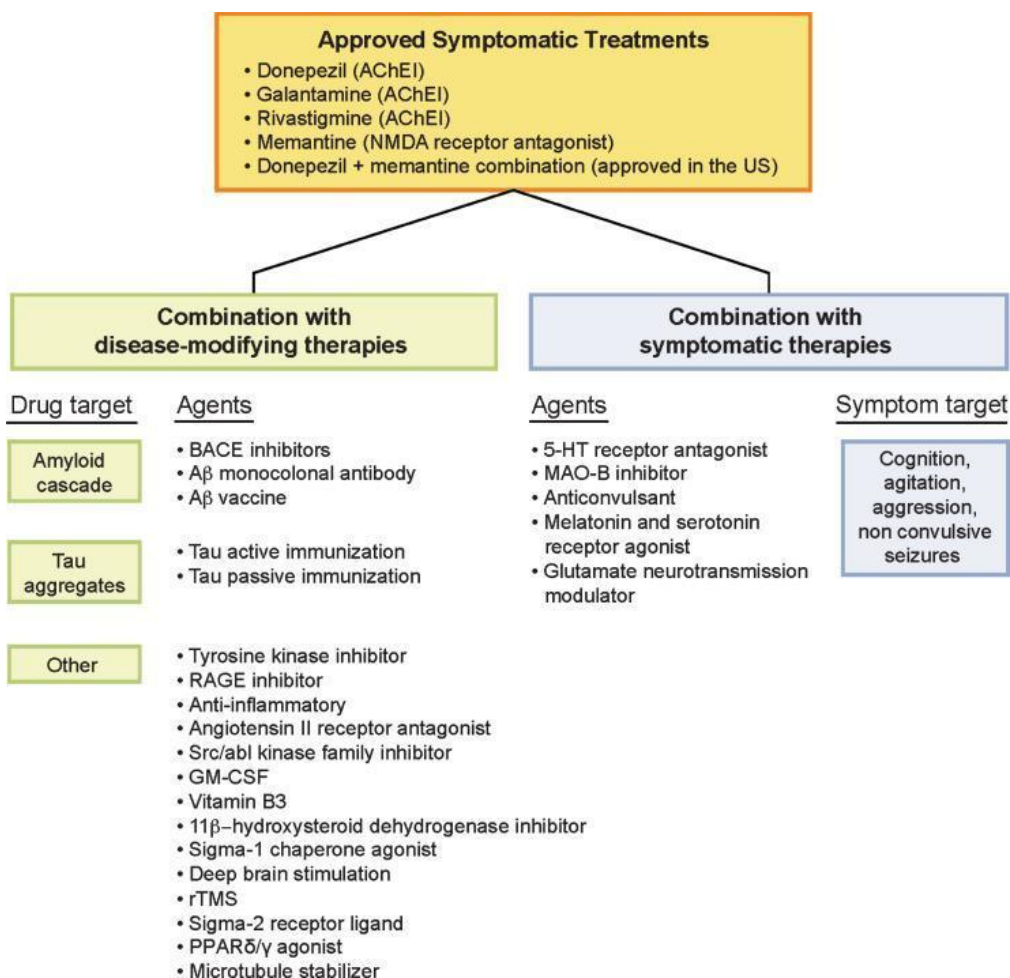 Approved Symptomatic Treatments
• Donepezil (AChEI)
• Galantamine (AChEI)
• Rivastigmine (AChEI)
• Memantine (NMDA receptor antagonist)
• Donepezil + memantine combination (approved in the US)
Combination with
disease-modifying therapies
Drug target
Agents
Amyloid
cascade
• BACE inhibitors
• Aβ monocolonal antibody
• Aβ vaccine
Tau
aggregates
• Tau active immunization
• Tau passive immunization
Other
• Tyrosine kinase inhibitor
• RAGE inhibitor
• Anti-inflammatory
• Angiotensin II receptor antagonist
• Src/abl kinase family inhibitor
• GM-CSF
• Vitamin B3
• 11β–hydroxysteroid dehydrogenase inhibitor
• Sigma-1 chaperone agonist
• Deep brain stimulation
• rTMS
• Sigma-2 receptor ligand
• PPARδ/γ agonist
• Microtubule stabilizer
Combination with
symptomatic therapies
Agents
Symptom target
• 5-HT receptor antagonist
• MAO-B inhibitor
• Anticonvulsant
• Melatonin and serotonin
receptor agonist
• Glutamate neurotransmission
modulator
Cognition,
agitation,
aggression,
non convulsive
seizures